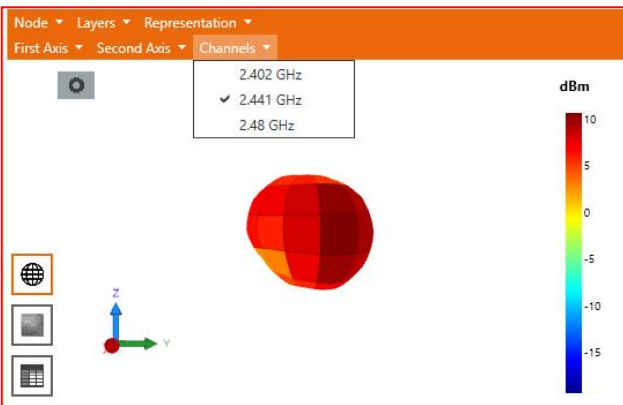 Node Layers Representation
First Axis Second Axis Channels
2.402 GHz
2.441 GHz
2.48 GHz
dBm
10
5
0
-5
-10
-15
Z
Y